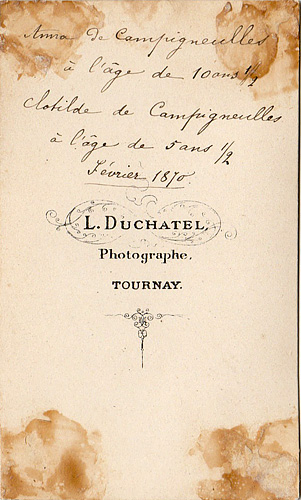 Anna de Campigneulles
à l'âge de 10 ans 1/2
Clotilde de Campigneulles
à l'âge de 5 ans 1/2
Février 1870.
L. DUCHATEL,
Photographe,
TOURNAY.